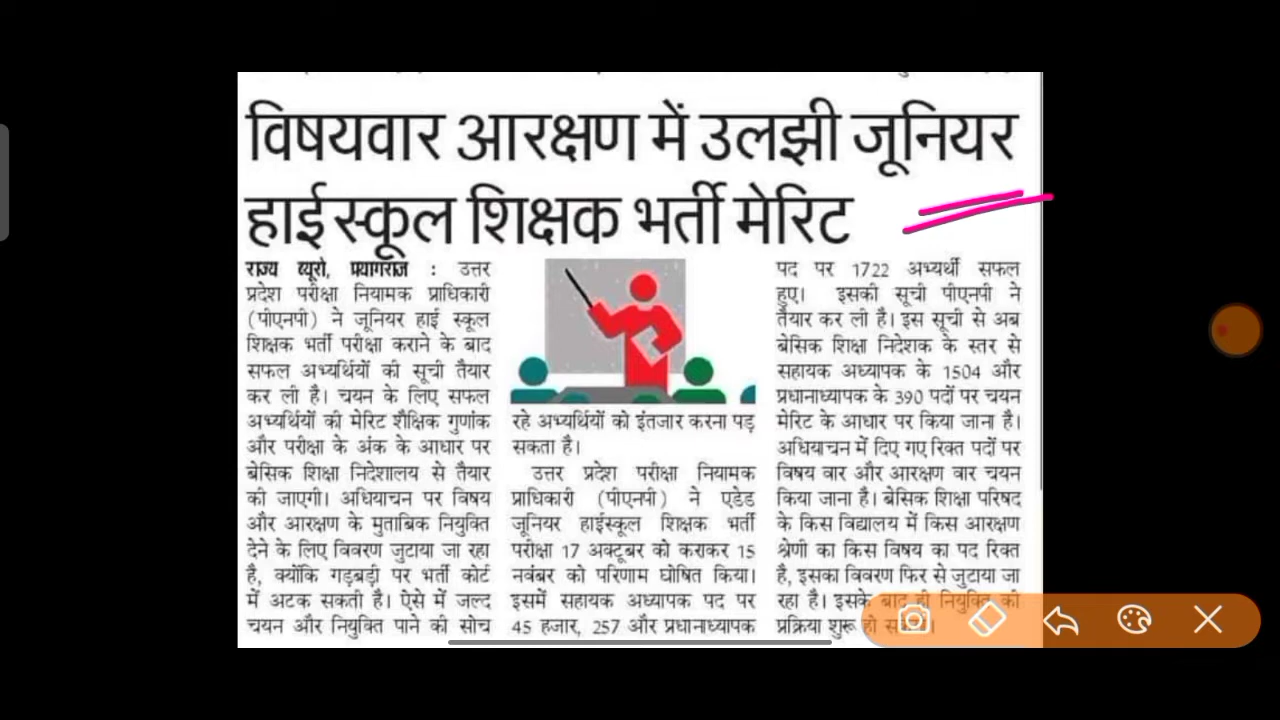 विषयवार आरक्षण में उलझी जूनियर
हाईस्कूल शिक्षक भर्ती मेरिट
राज्य ब्यूरो, प्रयागराज : उत्तर
प्रदेश परीक्षा नियामक प्राधिकारी
(पीएनपी) ने जूनियर हाई स्कूल
शिक्षक भर्ती परीक्षा कराने के बाद
सफल अभ्यर्थियों की सूची तैयार
कर ली है। चयन के लिए सफल
अभ्यर्थियों की मेरिट शैक्षिक गुणांक
और परीक्षा के अंक के आधार पर
बेसिक शिक्षा निदेशालय से तैयार
की जाएगी। अधियाचन पर विषय
और आरक्षण के मुताबिक नियुक्ति
देने के लिए विवरण जुटाया जा रहा
है, क्योंकि गड़बड़ी पर भर्ती कोर्ट
में अटक सकती है। ऐसे में जल्द
चयन और नियुक्ति पाने की सोच
रहे अभ्यर्थियों को इंतजार करना पड़
सकता है।
उत्तर प्रदेश परीक्षा नियामक
प्राधिकारी (पीएनपी) ने एडेड
जूनियर हाईस्कूल शिक्षक भर्ती
परीक्षा 17 अक्टूबर को कराकर 15
नवंबर को परिणाम घोषित किया।
इसमें सहायक अध्यापक पद पर
45 हजार, 257 और प्रधानाध्यापक
पद पर 1722 अभ्यर्थी सफल
हुए। इसकी सूची पीएनपी ने
तैयार कर ली है। इस सूची से अब
बेसिक शिक्षा निदेशक के स्तर से
सहायक अध्यापक के 1504 और
प्रधानाध्यापक के 390 पदों पर चयन
मेरिट के आधार पर किया जाना है।
अधियाचन में दिए गए रिक्त पदों पर
विषय वार और आरक्षण वार चयन
किया जाना है। बेसिक शिक्षा परिषद
के किस विद्यालय में किस आरक्षण
श्रेणी का किस विषय का पद रिक्त
है, इसका विवरण फिर से जुटाया जा
रहा है। इसके बाद ही नियुक्ति की
प्रक्रिया शुरू हो